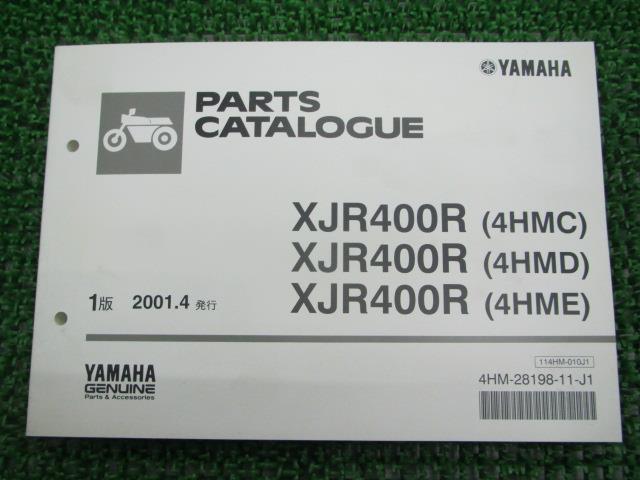 YAMAHA
PARTS
CATALOGUE
XJR400R (4HMC)
XJR400R (4HMD)
XJR400R (4HME)
1版 2001.4 発行
114HM-010J1
YAMAHA
GENUINE
Parts & Accessories
4HM-28198-11-J1